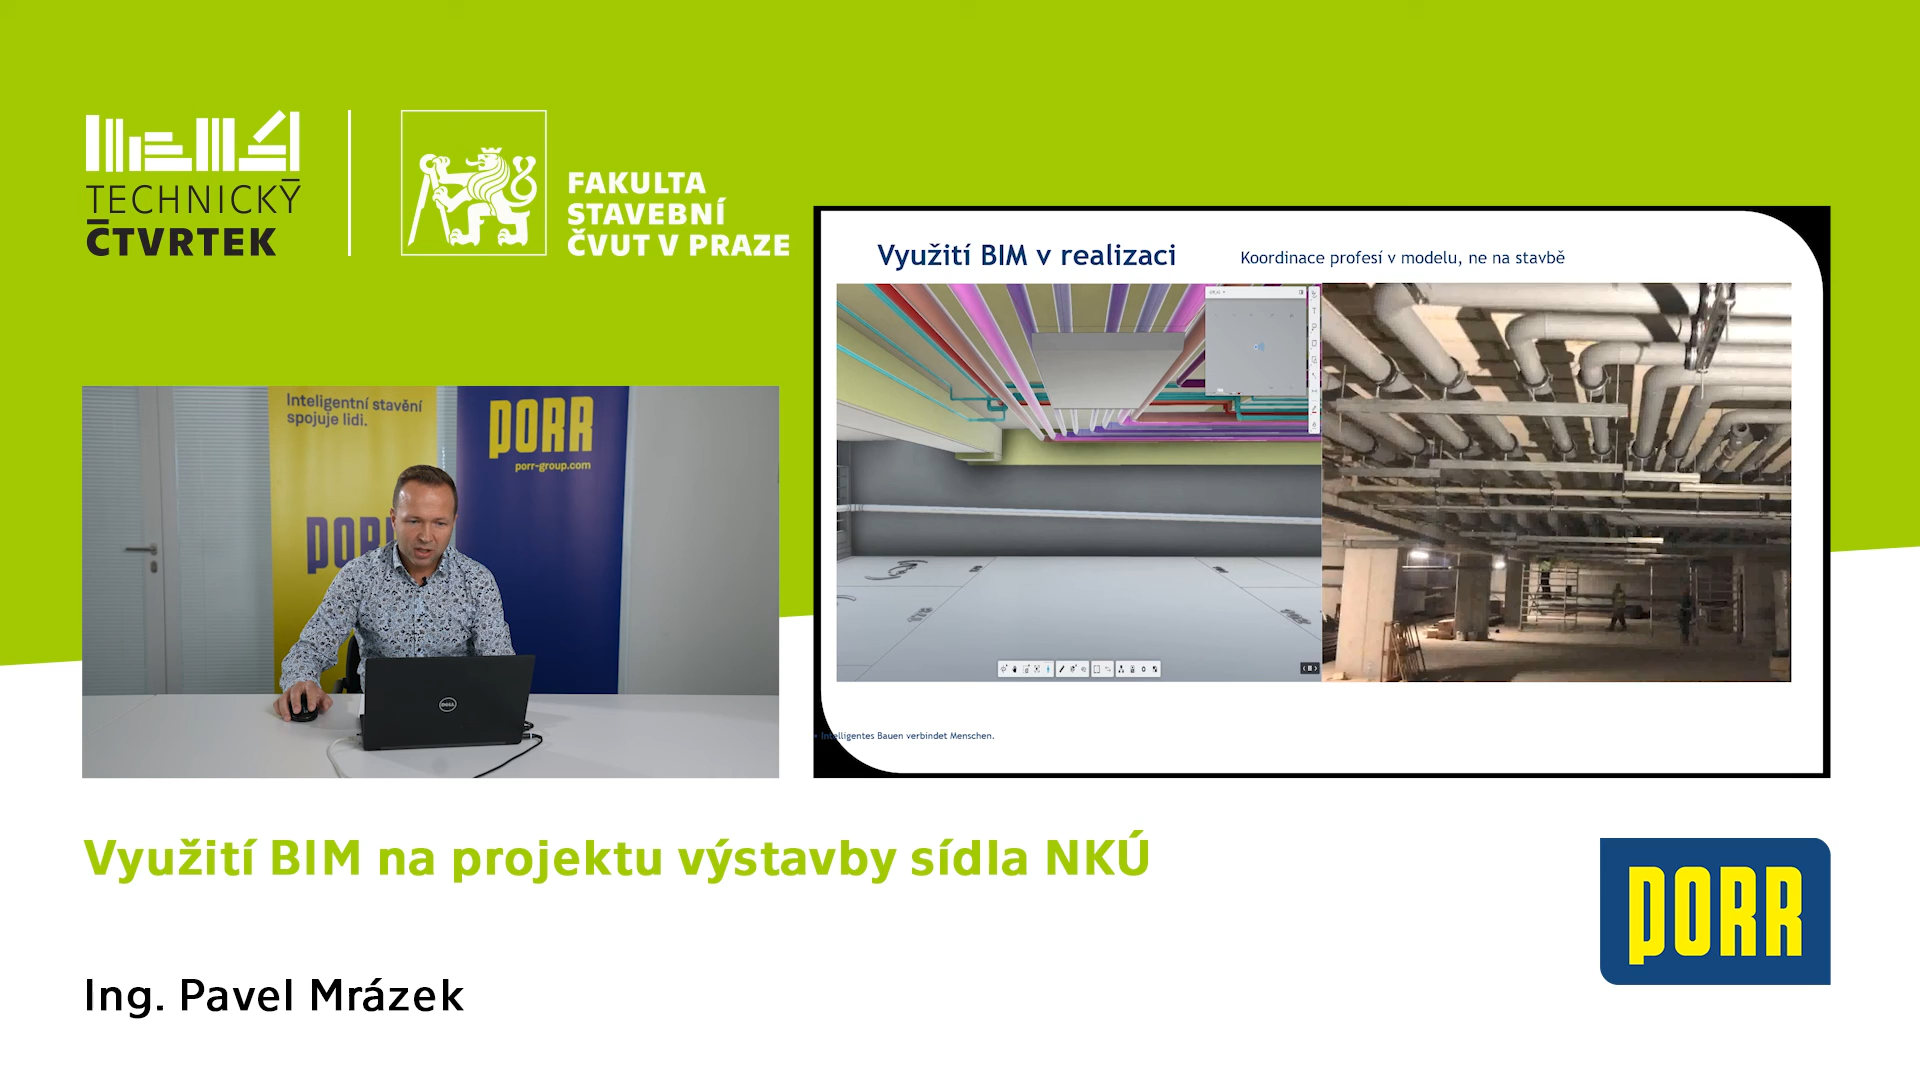 TECHNICKÝ
ČTVRTEK
FAKULTA
STAVEBNÍ
ČVUT V PRAZE
Využití BIM v realizaci
Koordinace profesí v modelu, ne na stavbě
Intelligentes Bauen verbindet Menschen.
Inteligentní stavění
spojuje lidi.
PORR
porr-group.com
PORR
DELL
Využití BIM na projektu výstavby sídla NKÚ
Ing. Pavel Mrázek
PORR